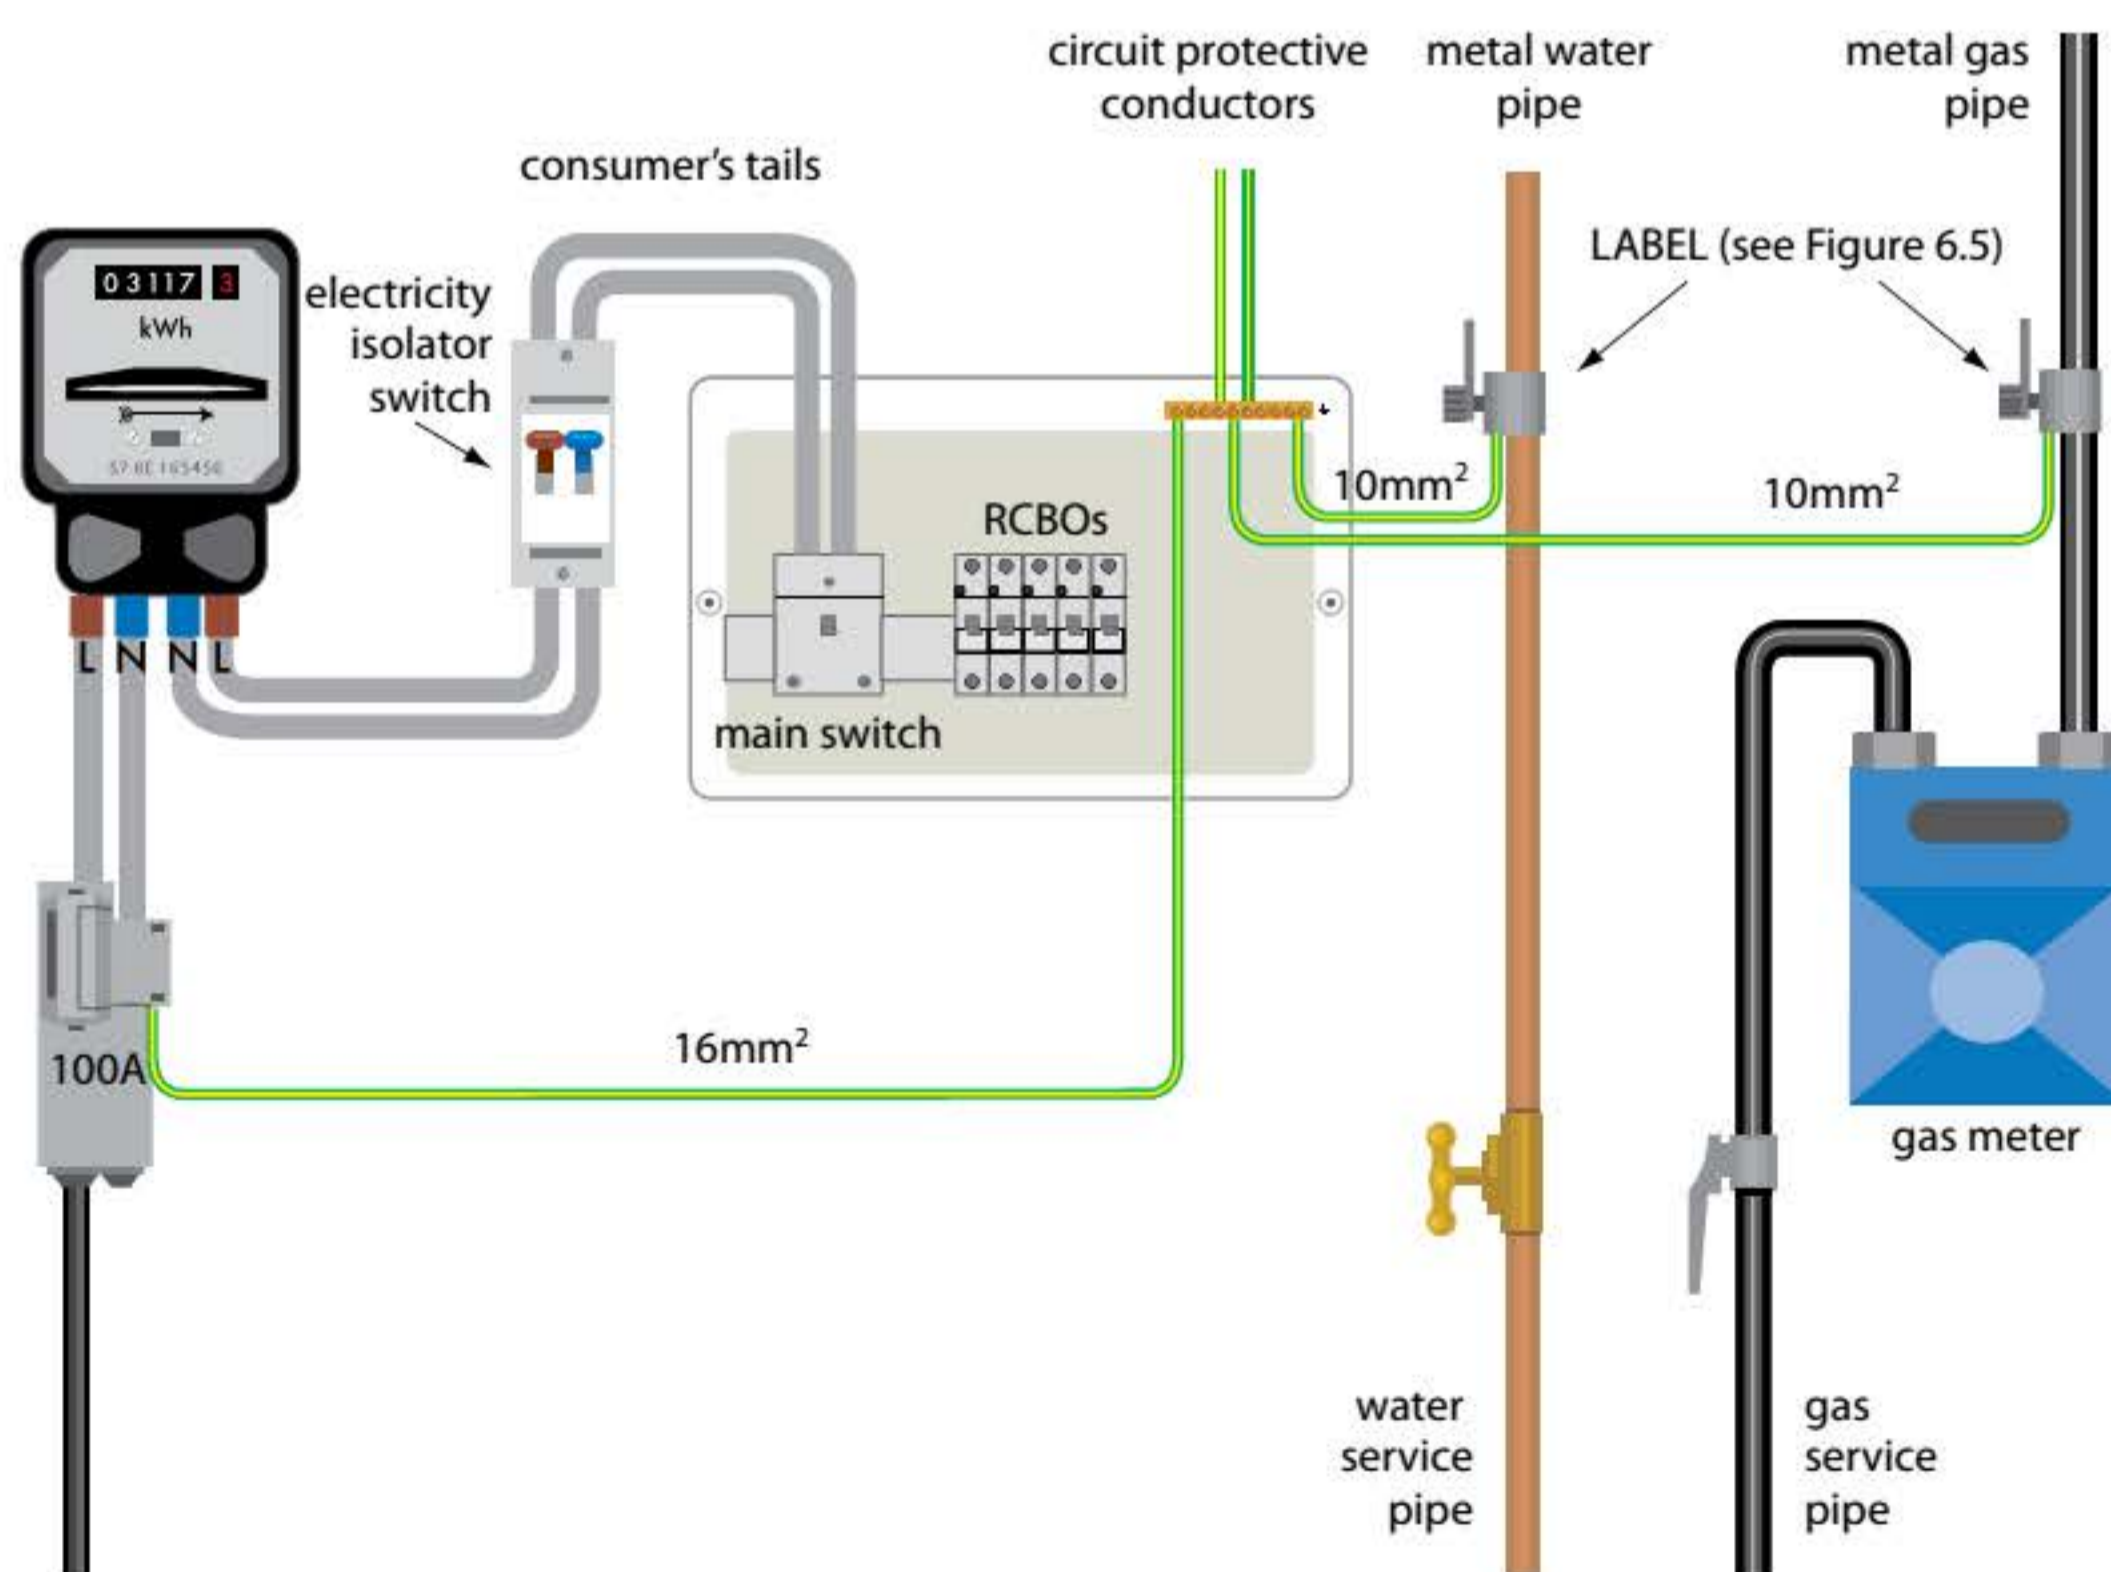 circuit protective
conductors
metal water
pipe
metal gas
pipe
consumer's tails
LABEL (see Figure 6.5)
03117 3
kWh
electricity
isolator
switch
10mm²
10mm²
RCBOs
L N N L
main switch
16mm²
100A
gas meter
water
service
pipe
gas
service
pipe